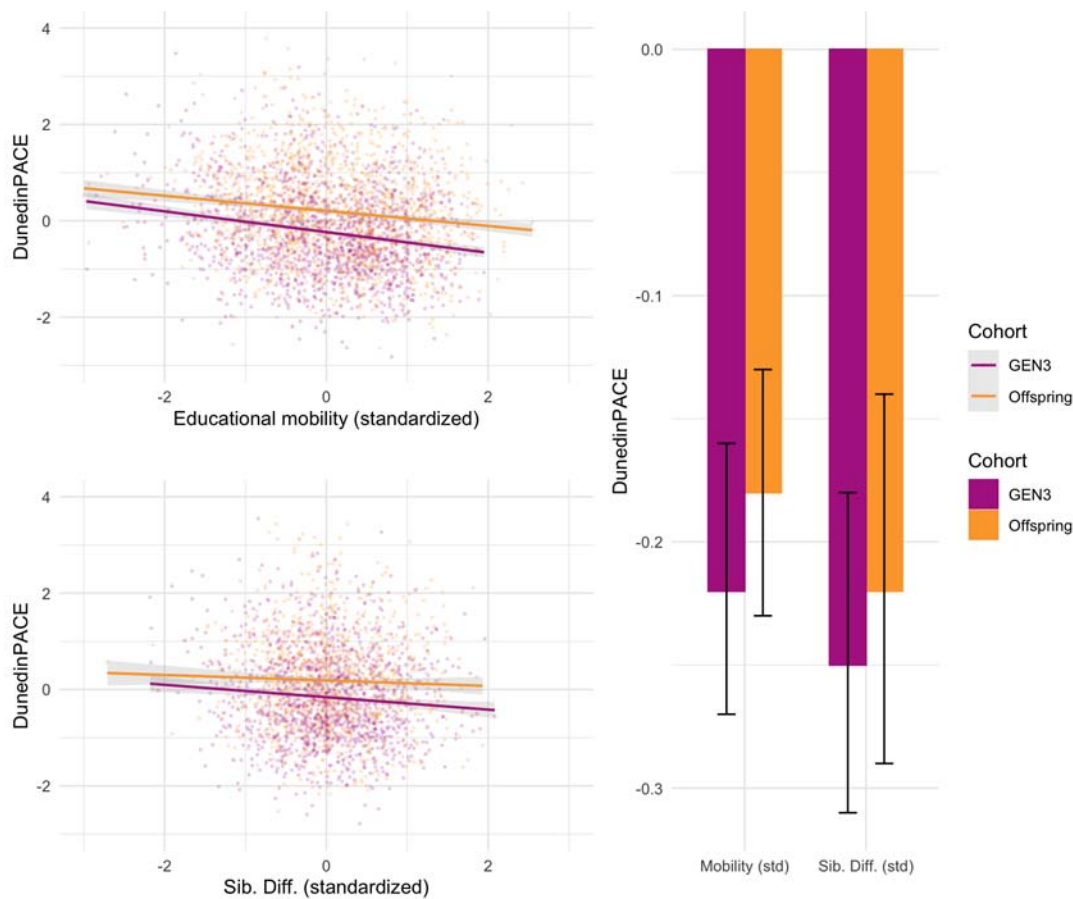 4
2
0
-2
DunedinPACE
-2
0
2
Educational mobility (standardized)
4
2
0
-2
DunedinPACE
-2
0
2
Sib. Diff. (standardized)
0.0
-0.1
-0.2
-0.3
DunedinPACE
Mobility (std)
Sib. Diff. (std)
Cohort
GEN3
Offspring
Cohort
GEN3
Offspring